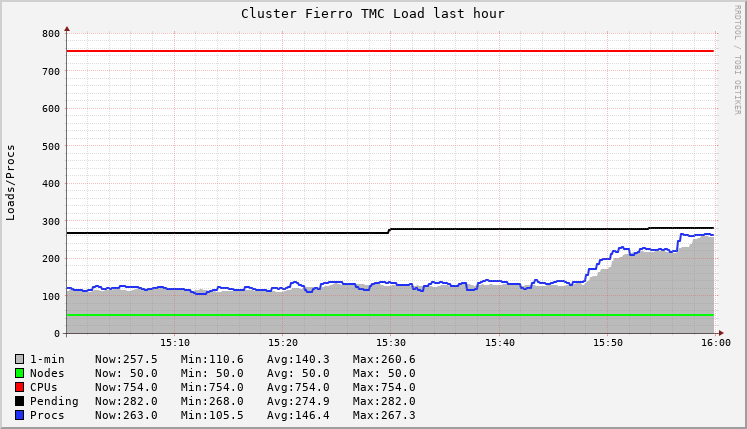 Cluster Fierro TMC Load last hour
RRDTOOL / TOBI OETIKER
Loads/Procs
800
700
600
500
400
300
200
100
0
15:10 15:20 15:30 15:40 15:50 16:00
1-min Now:257.5 Min:110.6 Avg:140.3 Max:260.6
Nodes Now: 50.0 Min: 50.0 Avg: 50.0 Max: 50.0
CPUs Now:754.0 Min:754.0 Avg:754.0 Max:754.0
Pending Now:282.0 Min:268.0 Avg:274.9 Max:282.0
Procs Now:263.0 Min:105.5 Avg:146.4 Max:267.3